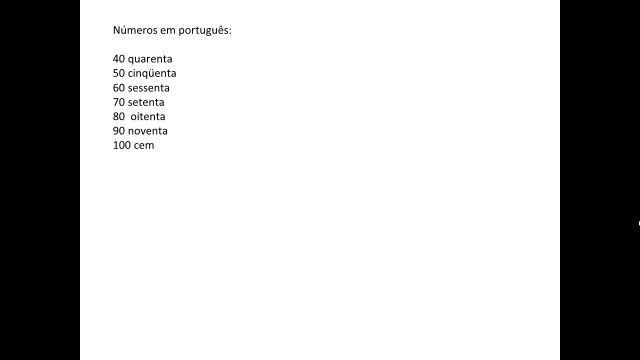 Números em português:
40 quarenta
50 cinqüenta
60 sessenta
70 setenta
80  oitenta
90 noventa
100 cem